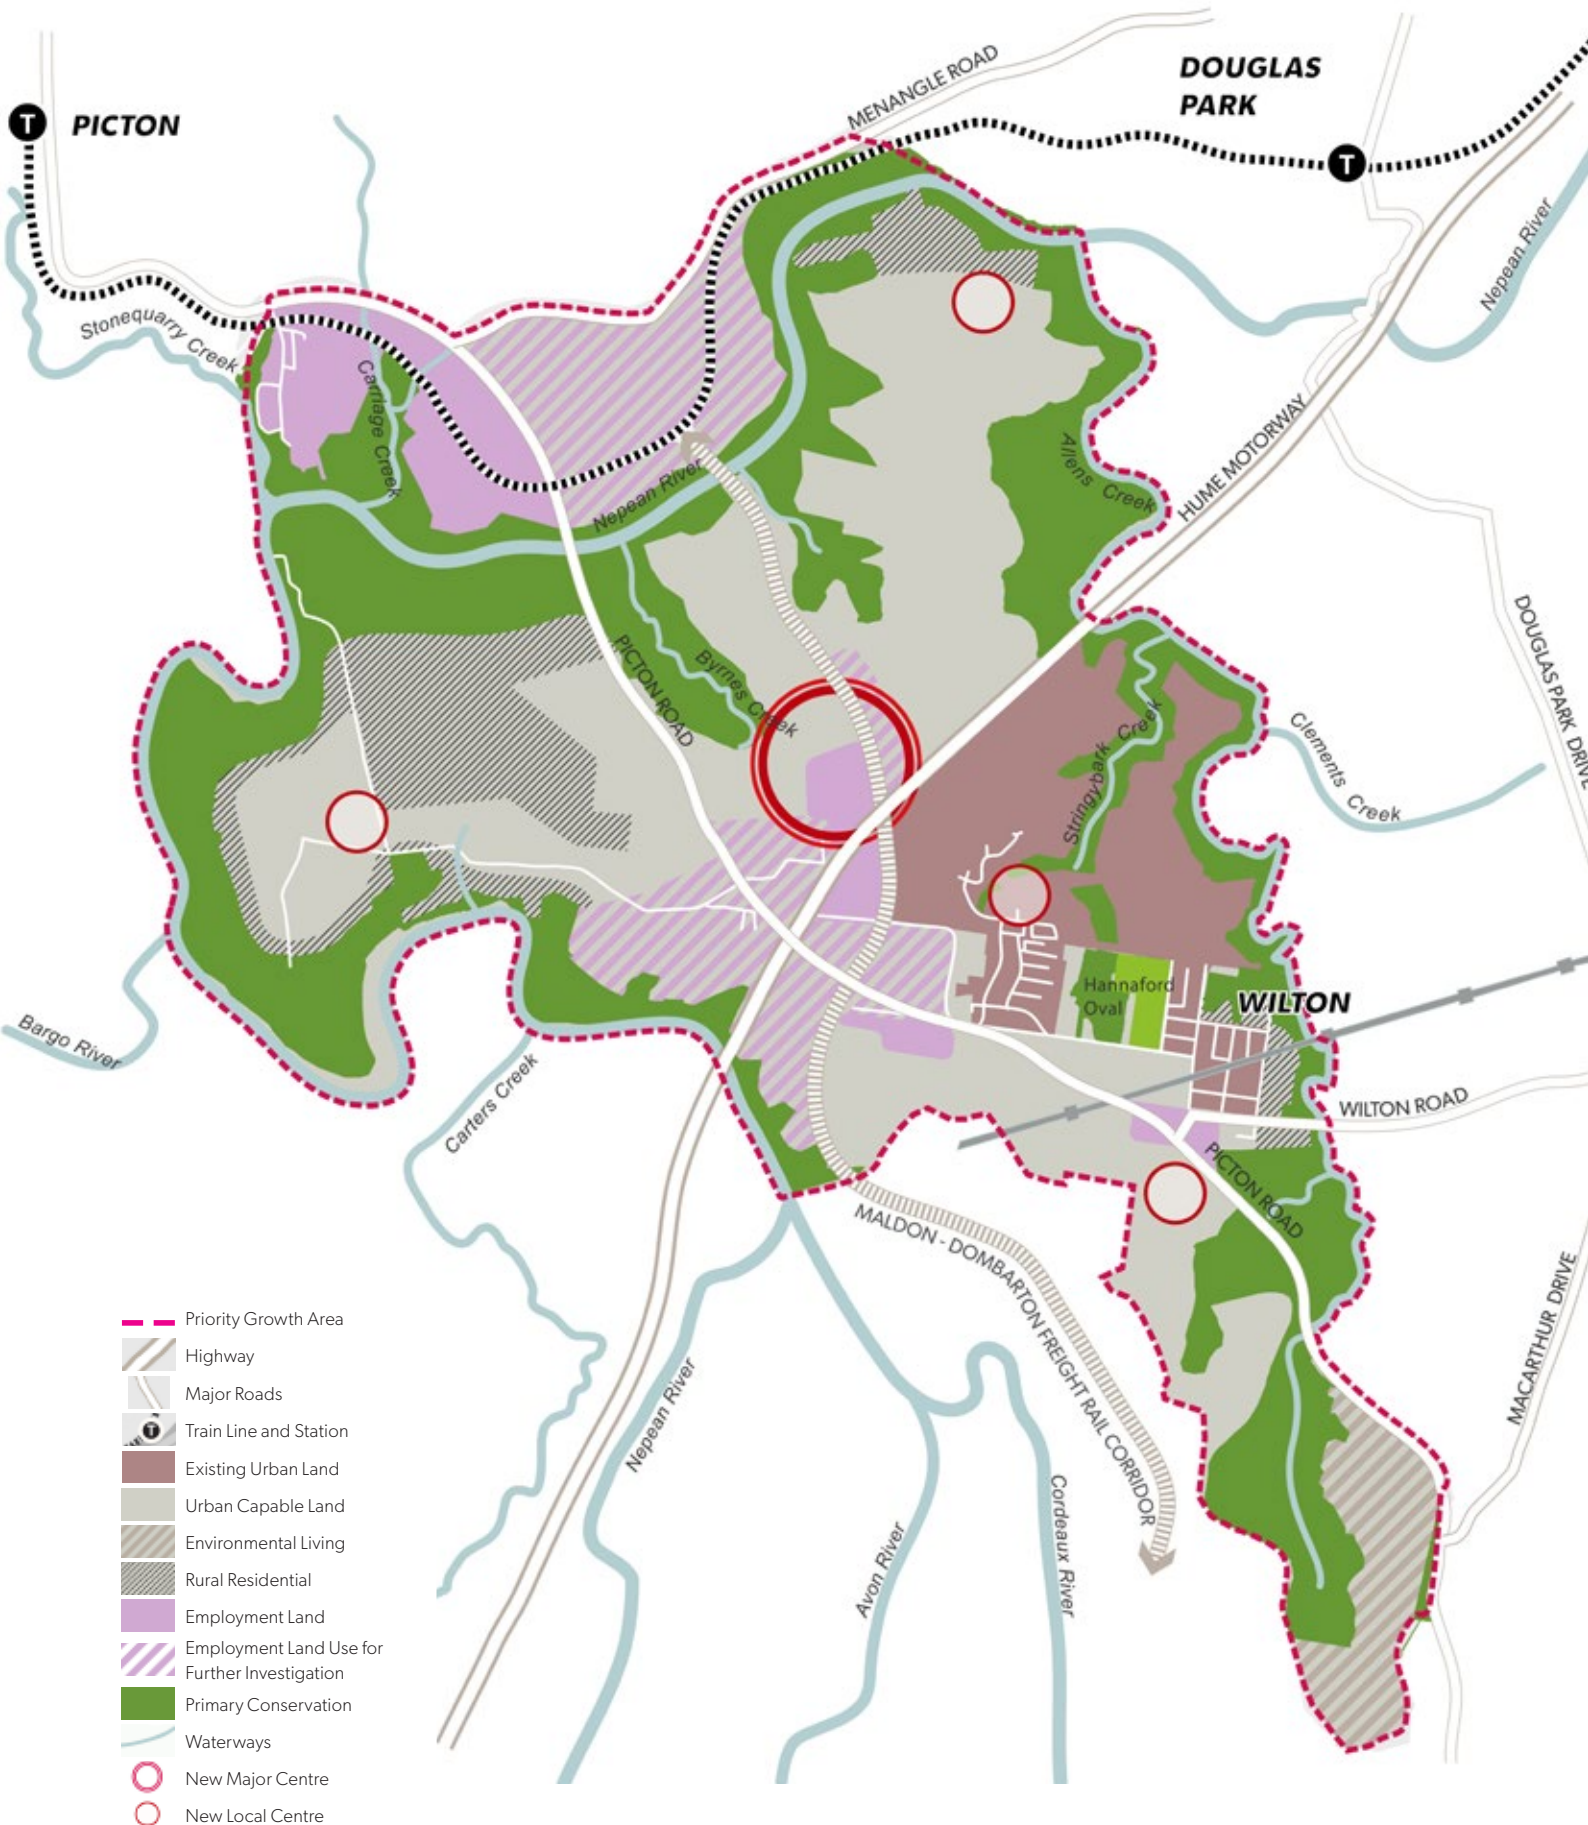 MENANGLE ROAD
DOUGLAS
PARK
T
PICTON
T
Nepean River
Stonequarry Creek
Carriage Creek
Allens Creek
HUME MOTORWAY
Nepean River
DOUGLAS PARK DRIVE
PICTON ROAD
Byrnes Creek
Stringybark Creek
Clements Creek
Hannaford
Oval
WILTON
Bargo River
Carters Creek
WILTON ROAD
PICTON ROAD
MALDON - DOMBARTON FREIGHT RAIL CORRIDOR
MACARTHUR DRIVE
Nepean River
Avon River
Cordeaux River
Priority Growth Area
Highway
Major Roads
T
Train Line and Station
Existing Urban Land
Urban Capable Land
Environmental Living
Rural Residential
Employment Land
Employment Land Use for
Further Investigation
Primary Conservation
Waterways
New Major Centre
New Local Centre